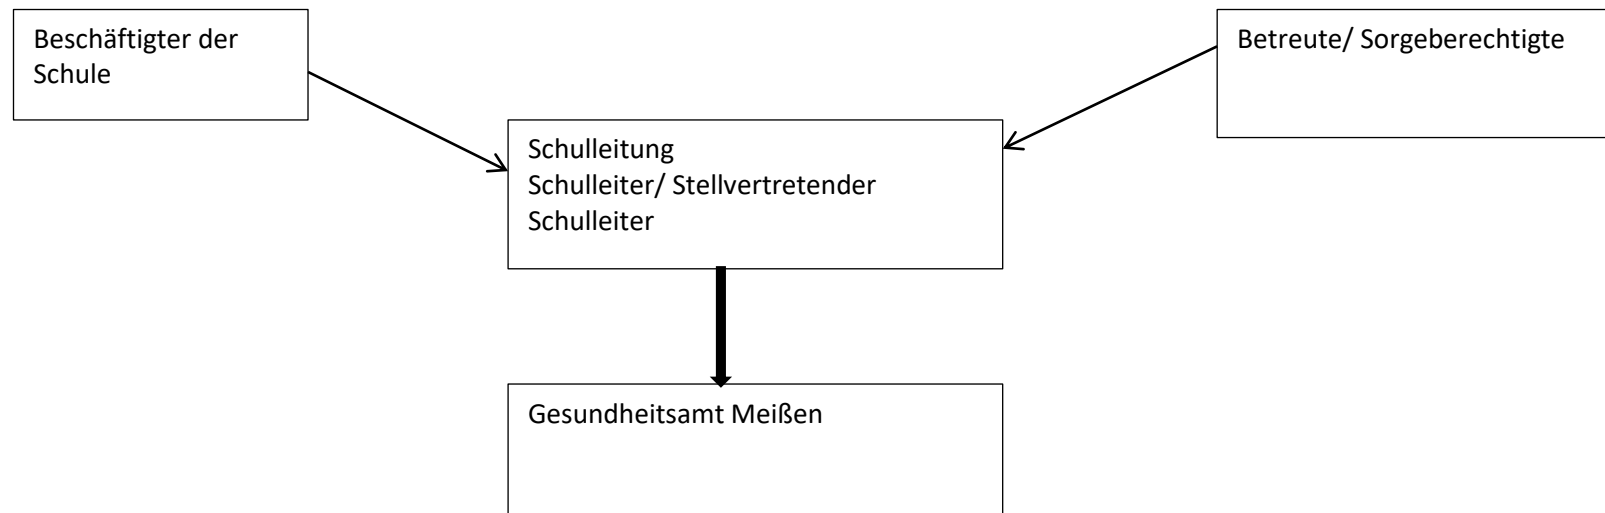 Beschäftigter der
Schule
Betreute/ Sorgeberechtigte
Schulleitung
Schulleiter/ Stellvertretender
Schulleiter
Gesundheitsamt Meißen